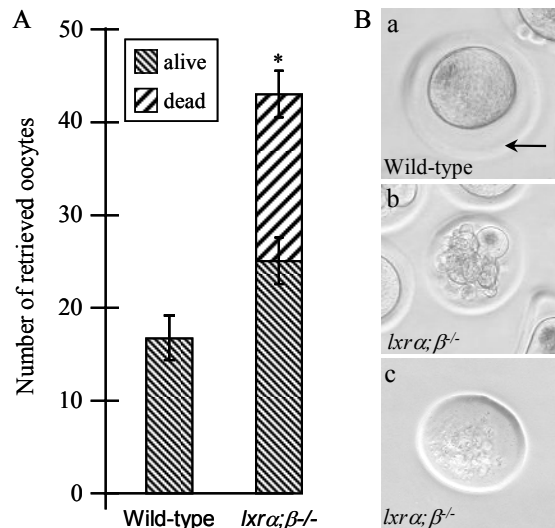 A
Number of retrieved oocytes
50
40
30
20
10
0
alive
dead
*
Wild-type
lxrα;β-/-
B
a
Wild-type
b
lxrα;β-/-
c
lxrα;β-/-